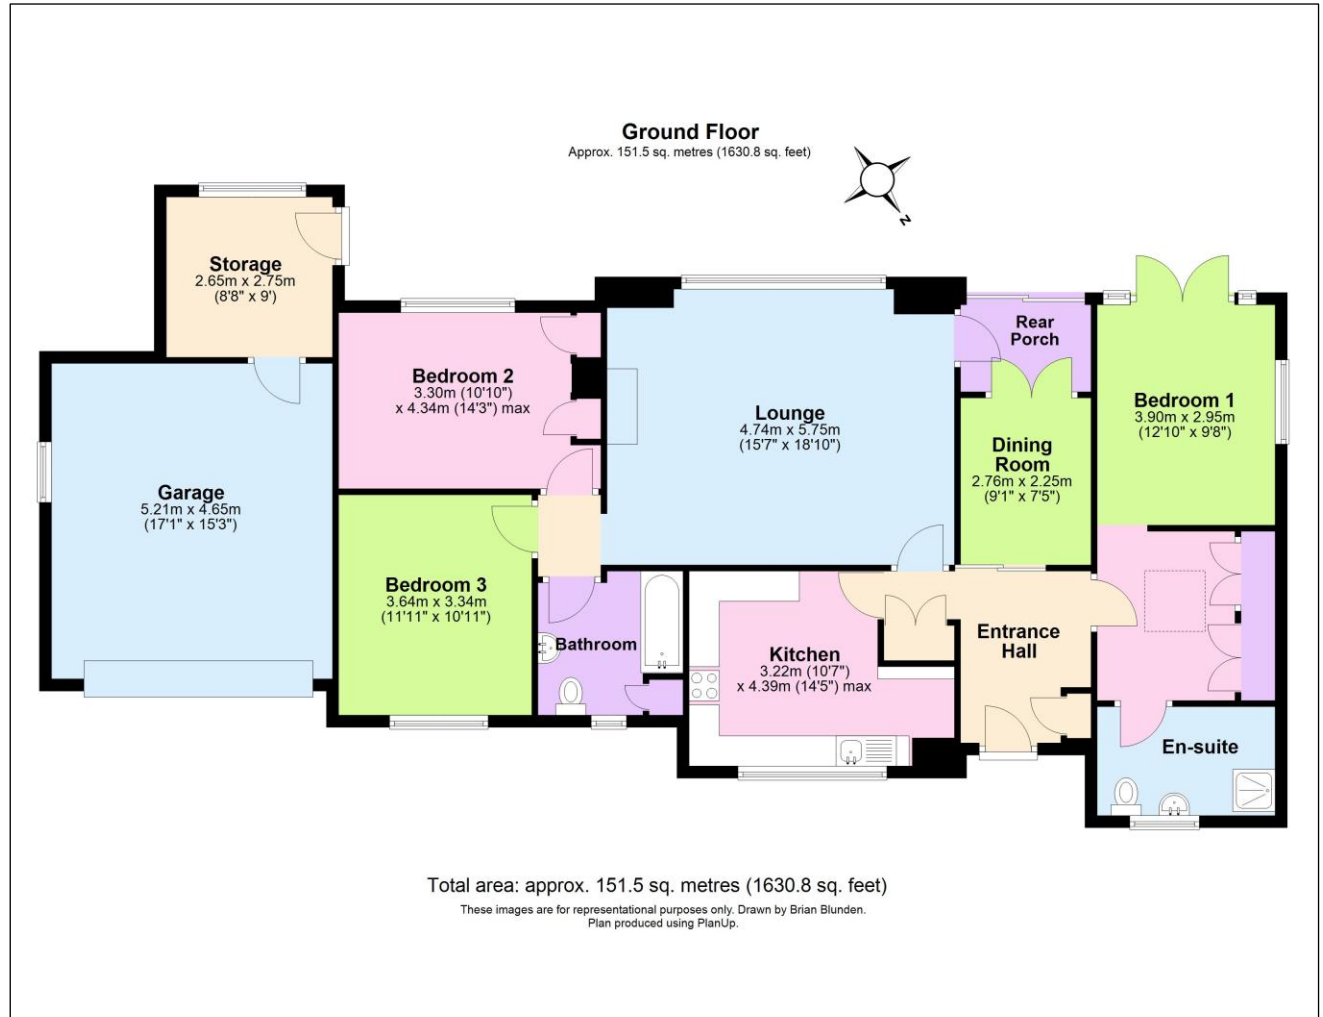 Ground Floor
Approx. 151.5 sq. metres (1630.8 sq. feet)
N
Storage
2.65m x 2.75m
(8'8" x 9')
Rear
Porch
Bedroom 2
3.30m (10'10")
x 4.34m (14'3") max
Lounge
4.74m x 5.75m
(15'7" x 18'10")
Bedroom 1
3.90m x 2.95m
(12'10" x 9'8")
Dining
Room
2.76m x 2.25m
(9'1" x 7'5")
Garage
5.21m x 4.65m
(17'1" x 15'3")
Bedroom 3
3.64m x 3.34m
(11'11" x 10'11")
Bathroom
Kitchen
3.22m (10'7")
x 4.39m (14'5") max
Entrance
Hall
En-suite
Total area: approx. 151.5 sq. metres (1630.8 sq. feet)
These images are for representational purposes only. Drawn by Brian Blunden.
Plan produced using PlanUp.